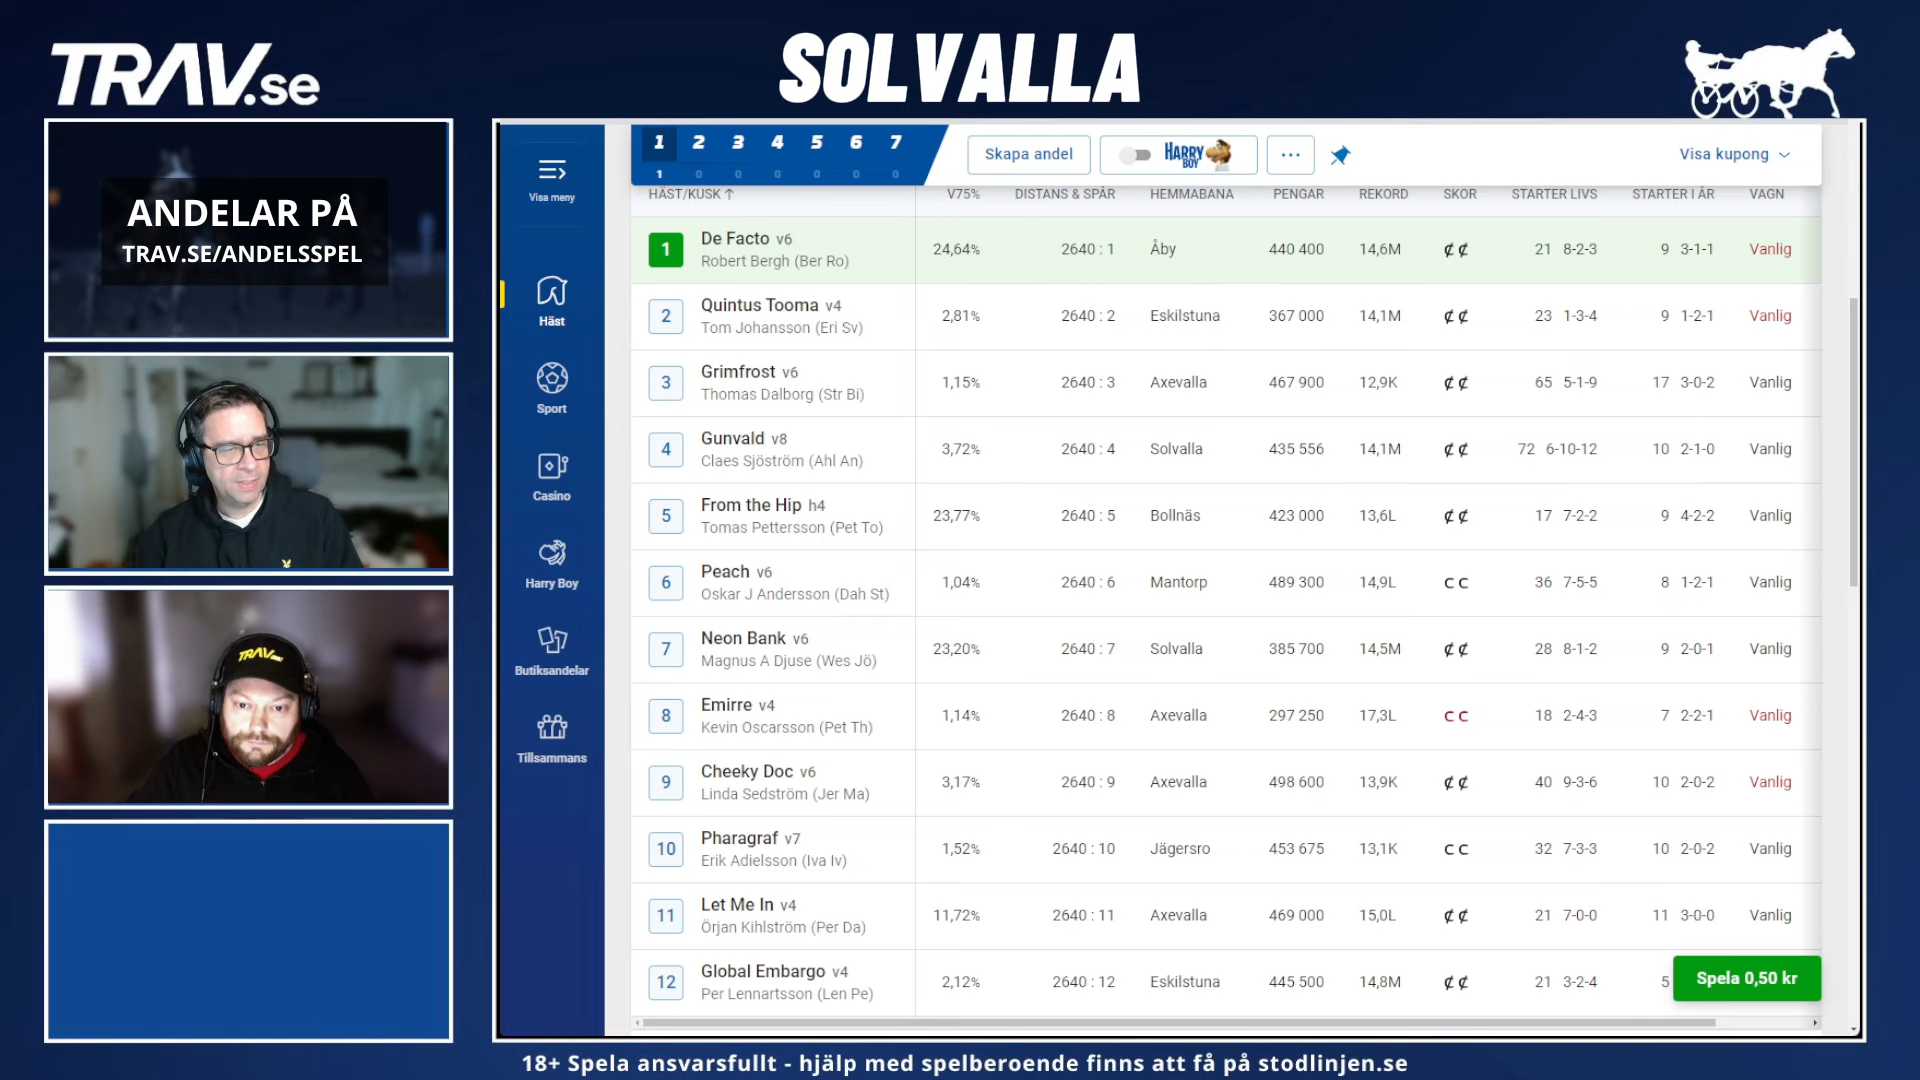 TRAV.se
SOLVALLA
ANDELAR PÅ
TRAV.SE/ANDELSSPEL
TRAV.se
Visa meny
Häst
Sport
Casino
Harry Boy
Butiksandelar
Tillsammans
1 2 3 4 5 6 7
1 0 0 0 0 0 0
Skapa andel
HARRY BOY
...
Visa kupong
HÄST/KUSK ↑ V75% DISTANS & SPÅR HEMMABANA PENGAR REKORD SKOR STARTER LIVS STARTER I ÅR VAGN
1 De Facto v6 24,64% 2640 : 1 Åby 440 400 14,6M ȼ ȼ 21 8-2-3 9 3-1-1 Vanlig
Robert Bergh (Ber Ro)
2 Quintus Tooma v4 2,81% 2640 : 2 Eskilstuna 367 000 14,1M ȼ ȼ 23 1-3-4 9 1-2-1 Vanlig
Tom Johansson (Eri Sv)
3 Grimfrost v6 1,15% 2640 : 3 Axevalla 467 900 12,9K ȼ ȼ 65 5-1-9 17 3-0-2 Vanlig
Thomas Dalborg (Str Bi)
4 Gunvald v8 3,72% 2640 : 4 Solvalla 435 556 14,1M ȼ ȼ 72 6-10-12 10 2-1-0 Vanlig
Claes Sjöström (Ahl An)
5 From the Hip h4 23,77% 2640 : 5 Bollnäs 423 000 13,6L ȼ ȼ 17 7-2-2 9 4-2-2 Vanlig
Tomas Pettersson (Pet To)
6 Peach v6 1,04% 2640 : 6 Mantorp 489 300 14,9L C C 36 7-5-5 8 1-2-1 Vanlig
Oskar J Andersson (Dah St)
7 Neon Bank v6 23,20% 2640 : 7 Solvalla 385 700 14,5M ȼ ȼ 28 8-1-2 9 2-0-1 Vanlig
Magnus A Djuse (Wes Jö)
8 Emirre v4 1,14% 2640 : 8 Axevalla 297 250 17,3L C C 18 2-4-3 7 2-2-1 Vanlig
Kevin Oscarsson (Pet Th)
9 Cheeky Doc v6 3,17% 2640 : 9 Axevalla 498 600 13,9K ȼ ȼ 40 9-3-6 10 2-0-2 Vanlig
Linda Sedström (Jer Ma)
10 Pharagraf v7 1,52% 2640 : 10 Jägersro 453 675 13,1K C C 32 7-3-3 10 2-0-2 Vanlig
Erik Adielsson (Iva Iv)
11 Let Me In v4 11,72% 2640 : 11 Axevalla 469 000 15,0L ȼ ȼ 21 7-0-0 11 3-0-0 Vanlig
Örjan Kihlström (Per Da)
12 Global Embargo v4 2,12% 2640 : 12 Eskilstuna 445 500 14,8M ȼ ȼ 21 3-2-4 5
Per Lennartsson (Len Pe)
Spela 0,50 kr
18+ Spela ansvarsfullt - hjälp med spelberoende finns att få på stodlinjen.se